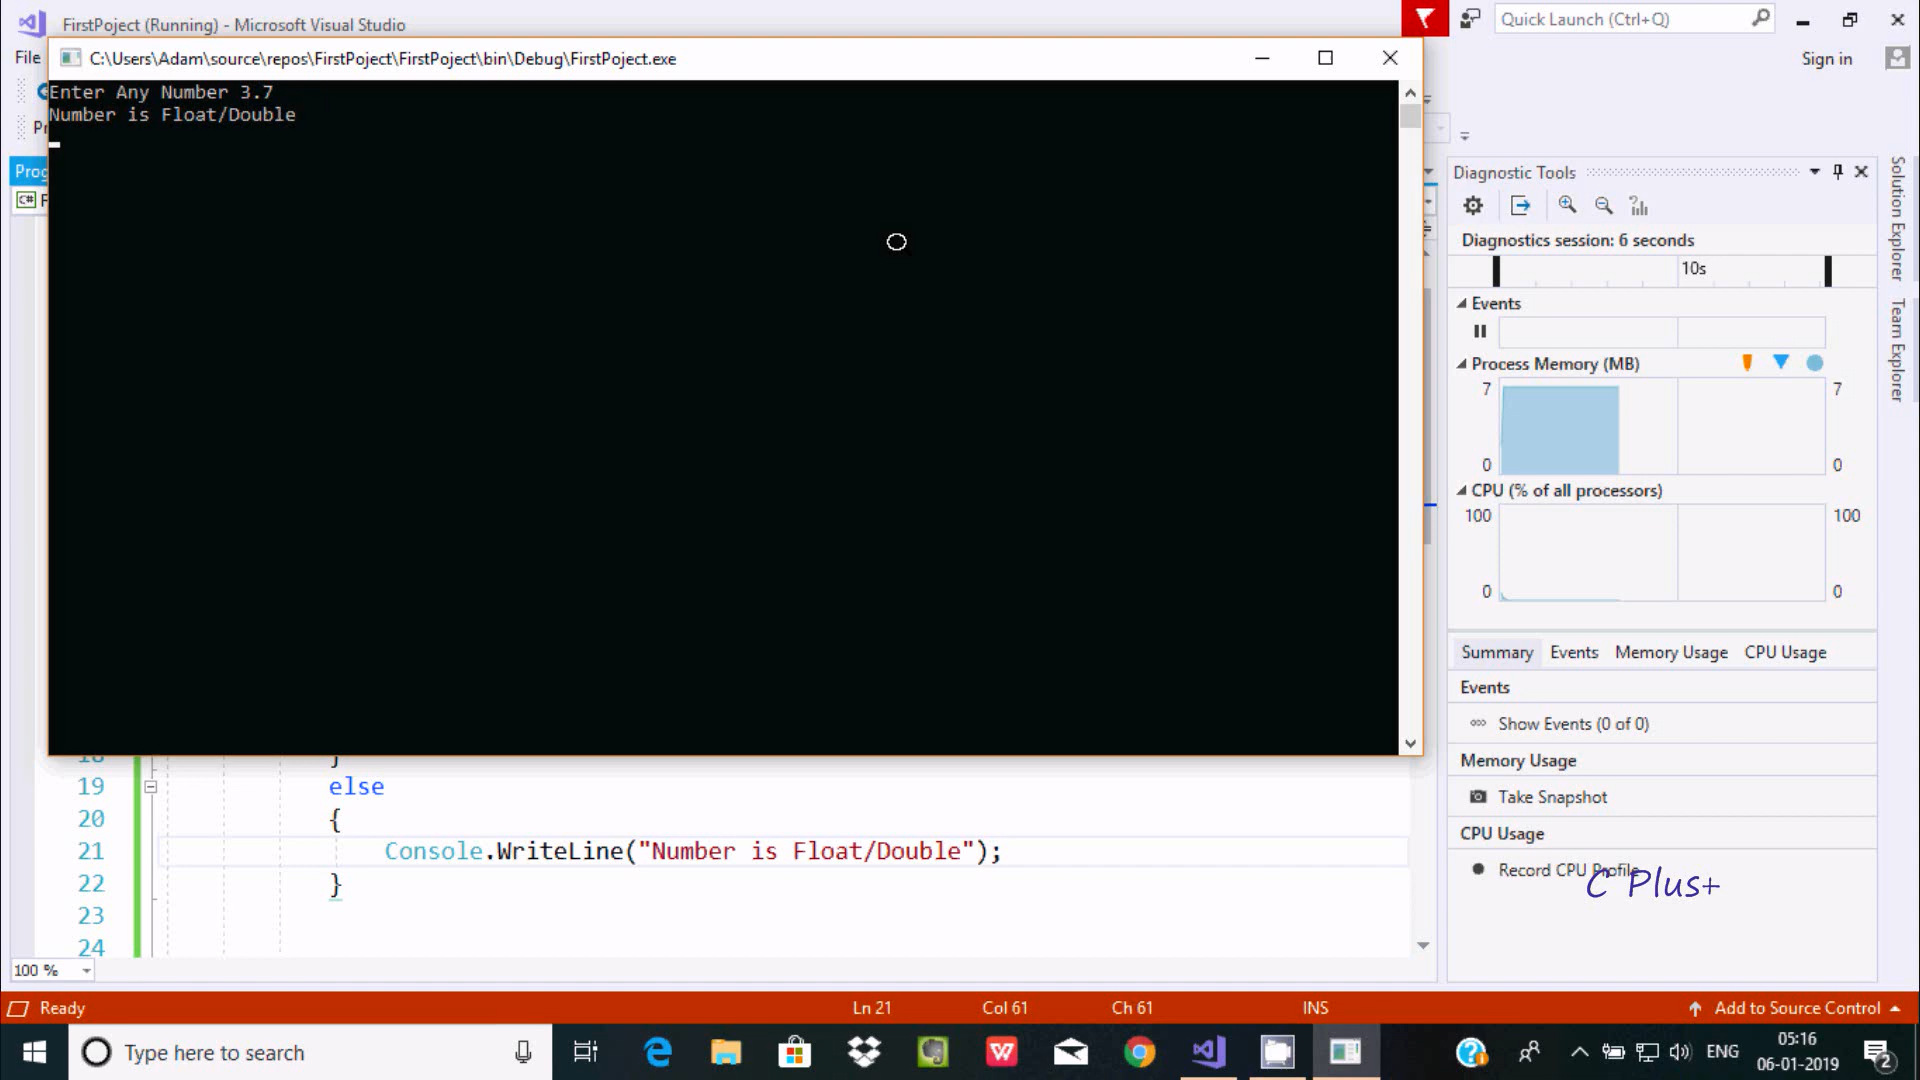 FirstPoject (Running) - Microsoft Visual Studio
Quick Launch (Ctrl+Q)
File
Sign in
C:\Users\Adam\source\repos\FirstPoject\FirstPoject\bin\Debug\FirstPoject.exe
Enter Any Number 3.7
Number is Float/Double
Diagnostic Tools
Diagnostics session: 6 seconds
10s
Events
Process Memory (MB)
7 7
0 0
CPU (% of all processors)
100 100
0 0
Summary Events Memory Usage CPU Usage
Events
Show Events (0 of 0)
Memory Usage
Take Snapshot
CPU Usage
Record CPU Profile
C Plus+
Solution Explorer
Team Explorer
18 }
19 else
20 {
21 Console.WriteLine("Number is Float/Double");
22 }
23
24
100 %
Ready Ln 21 Col 61 Ch 61 INS Add to Source Control
Type here to search
ENG
05:16
06-01-2019
2